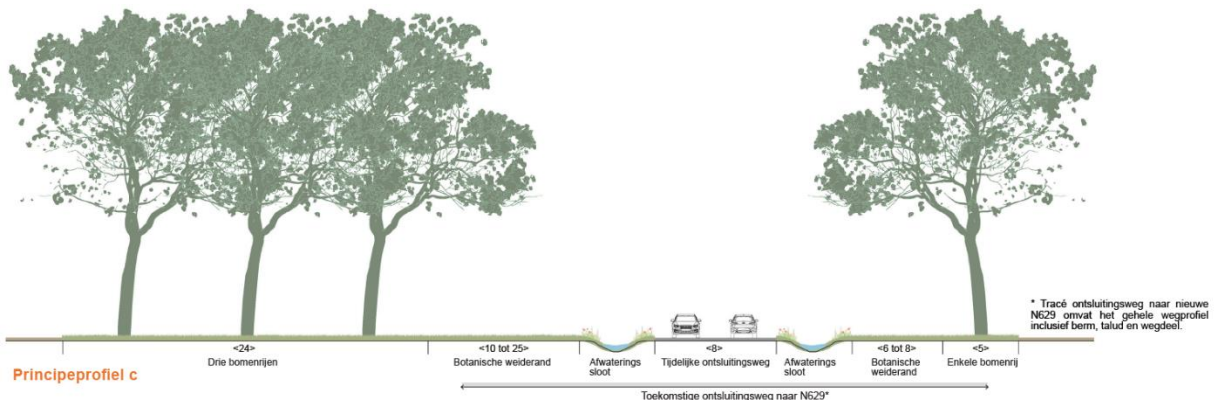 * Tracé ontsluitingsweg naar nieuwe
N629 omvat het gehele wegprofiel
inclusief berm, talud en wegdeel.
<24>
<10 tot 25>
<8>
<6 tot 8>
<5>
Drie bomenrijen
Botanische weiderand
Afwaterings
sloot
Tijdelijke ontsluitingsweg
Afwaterings
sloot
Botanische
weiderand
Enkele bomenrij
Principeprofiel c
Toekomstige ontsluitingsweg naar N629*